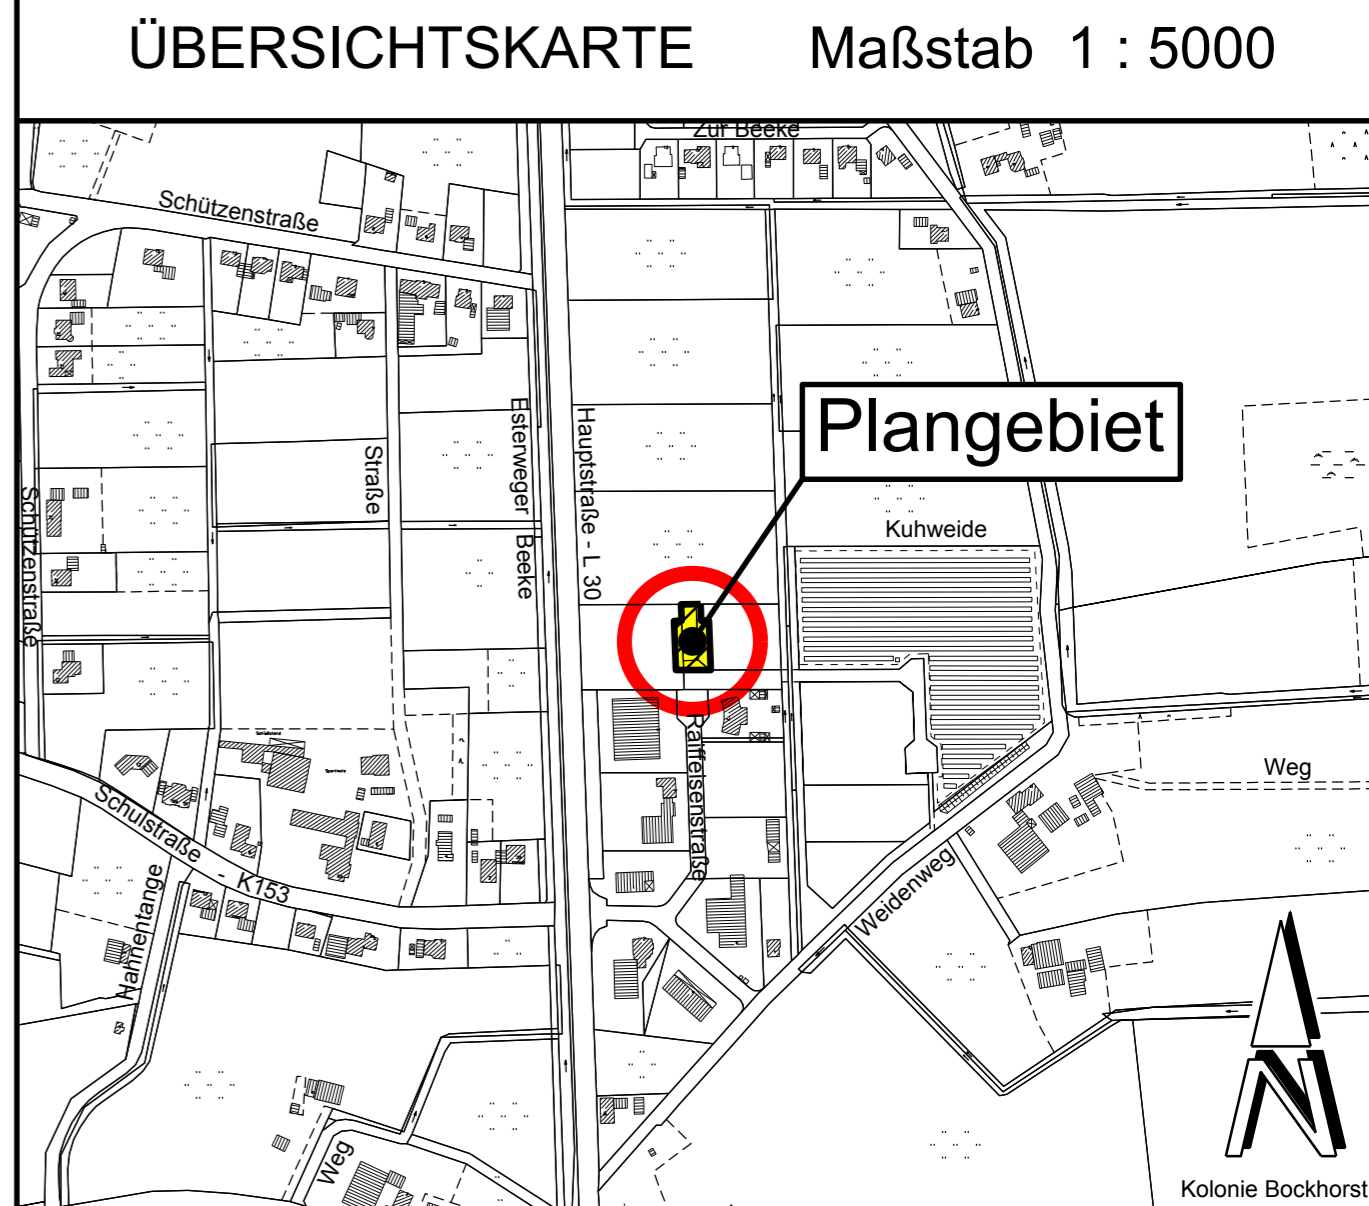 ÜBERSICHTSKARTE Maßstab 1 : 5000
Zur Beeke
Schützenstraße
Plangebiet
Esterweger Beeke
Hauptstraße - L 30
Straße
Schützenstraße
Kuhweide
Raiffeisenstraße
Weg
Schulstraße - K153
Hahnentange
Weidenweg
Weg
Kolonie Bockhorst